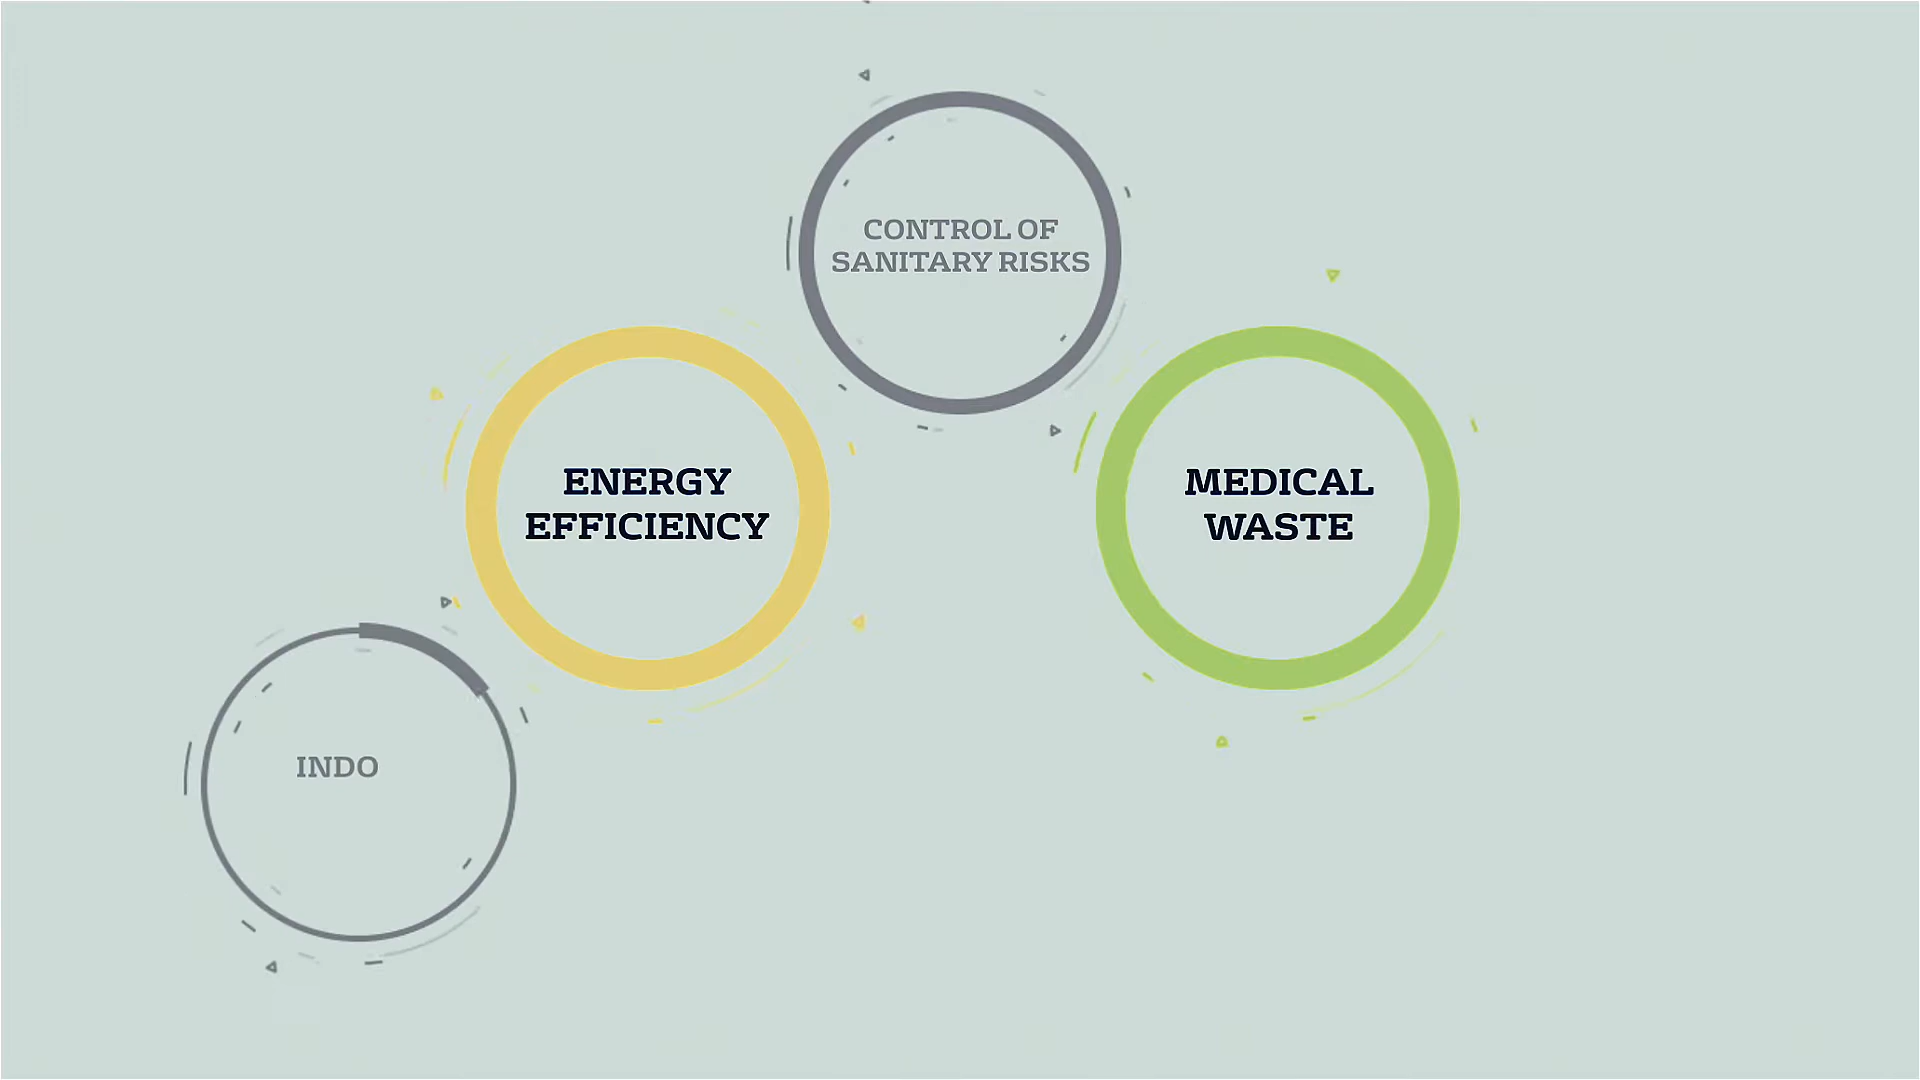 CONTROL OF
SANITARY RISKS
ENERGY
EFFICIENCY
MEDICAL
WASTE
INDO